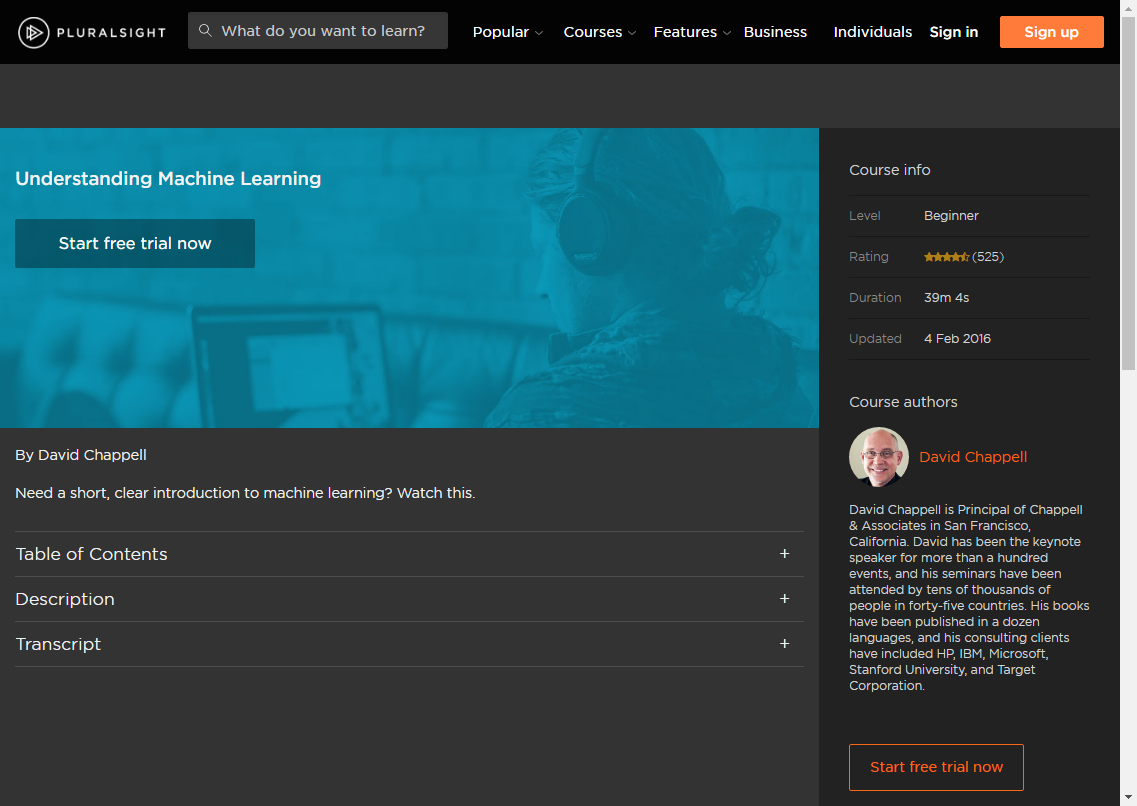 PLURALSIGHT
What do you want to learn?
Popular
Courses
Features
Business
Individuals
Sign in
Sign up
Understanding Machine Learning
Start free trial now
By David Chappell
Need a short, clear introduction to machine learning? Watch this.
Table of Contents +
Description +
Transcript +
Course info
Level Beginner
Rating (525)
Duration 39m 4s
Updated 4 Feb 2016
Course authors
David Chappell
David Chappell is Principal of Chappell
& Associates in San Francisco,
California. David has been the keynote
speaker for more than a hundred
events, and his seminars have been
attended by tens of thousands of
people in forty-five countries. His books
have been published in a dozen
languages, and his consulting clients
have included HP, IBM, Microsoft,
Stanford University, and Target
Corporation.
Start free trial now